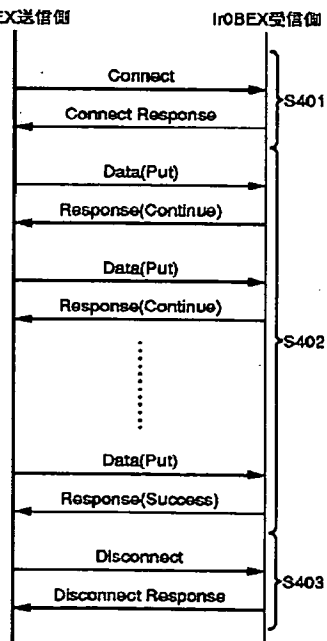 EX送信側
IrOBEX受信側
Connect
S401
Connect Response
Data(Put)
Response(Continue)
Data(Put)
Response(Continue)
S402
Data(Put)
Response(Success)
Disconnect
S403
Disconnect Response